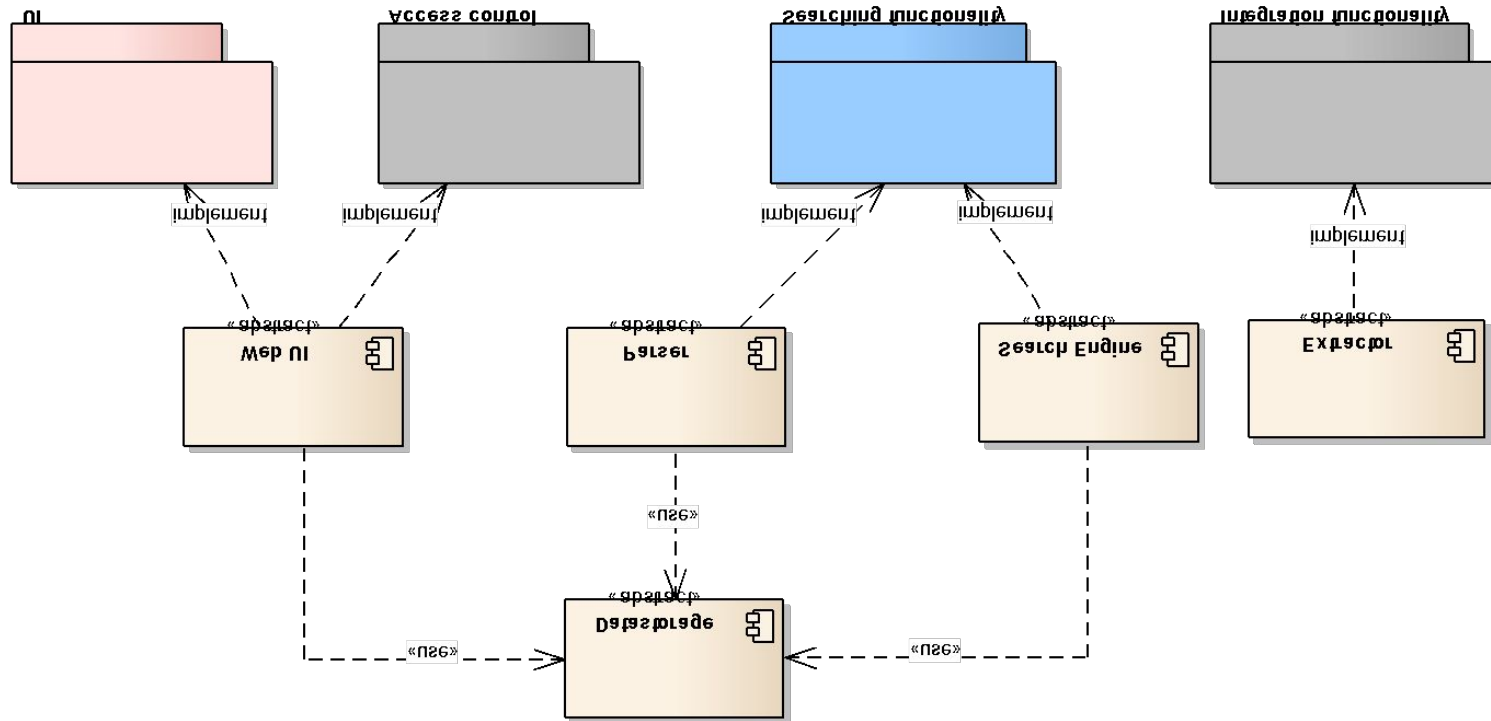 UI
Access control
Searching functionality
Integration functionality
implement
implement
implement
implement
implement
«abstract»
Web UI
«abstract»
Parser
«abstract»
Search Engine
«abstract»
Extractor
«use»
«abstract»
Datastorage
«use»
«use»